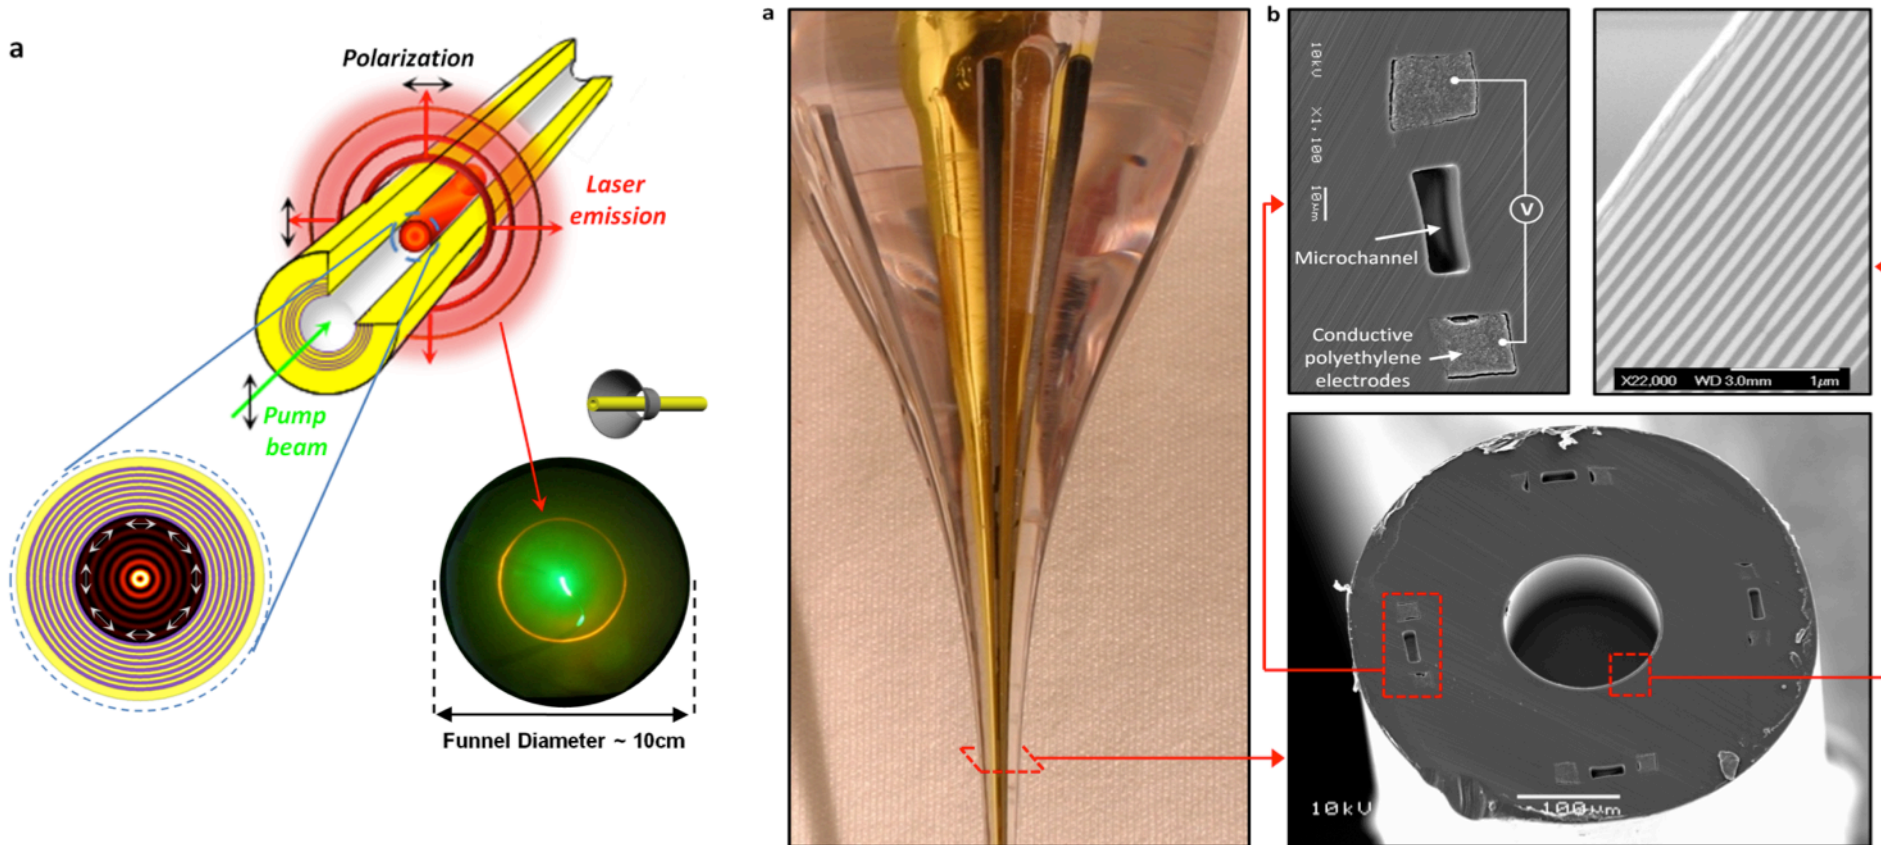 a
Polarization
Laser
emission
Pump
beam
Funnel Diameter ~ 10cm
a
b
10kV X1,100 10µm
V
Microchannel
Conductive
polyethylene
electrodes
X22,000 WD 3.0mm 1µm
10kV 100µm